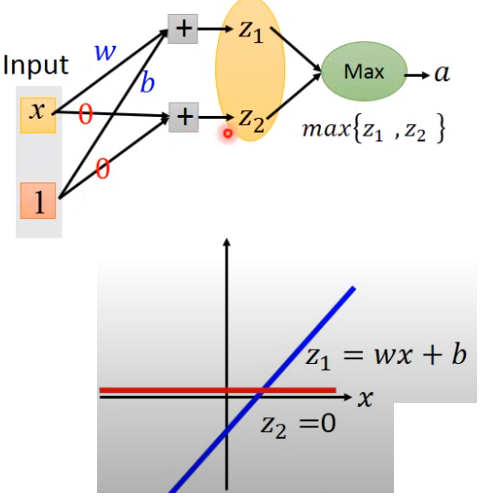 + z₁
w
Input
b
Max a
x 0
+ z₂
max{z₁ , z₂ }
0
1
z₁ = wx + b
x
z₂ =0